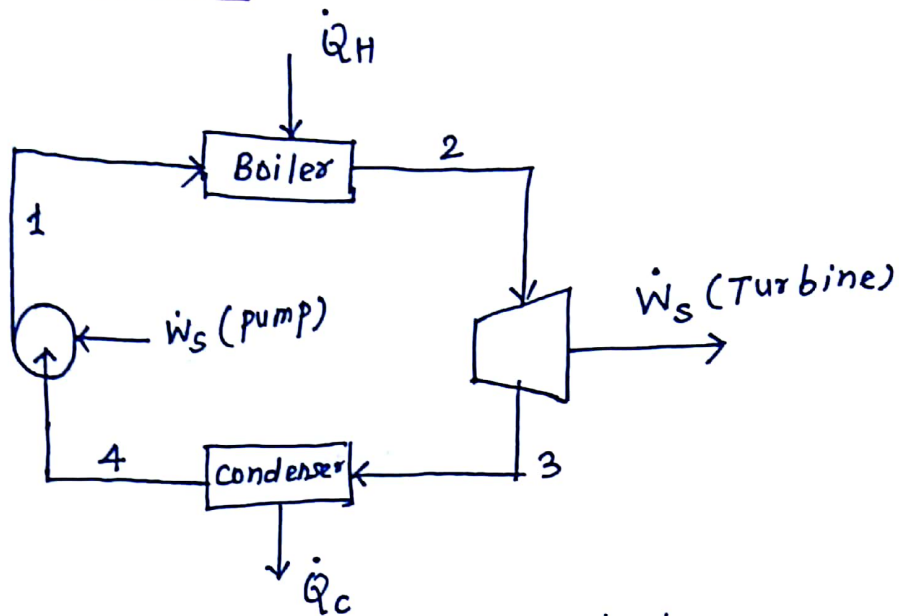 Q̇H
Boiler
2
1
Ẇs (Turbine)
Ẇs (pump)
4
condenser
3
Q̇c